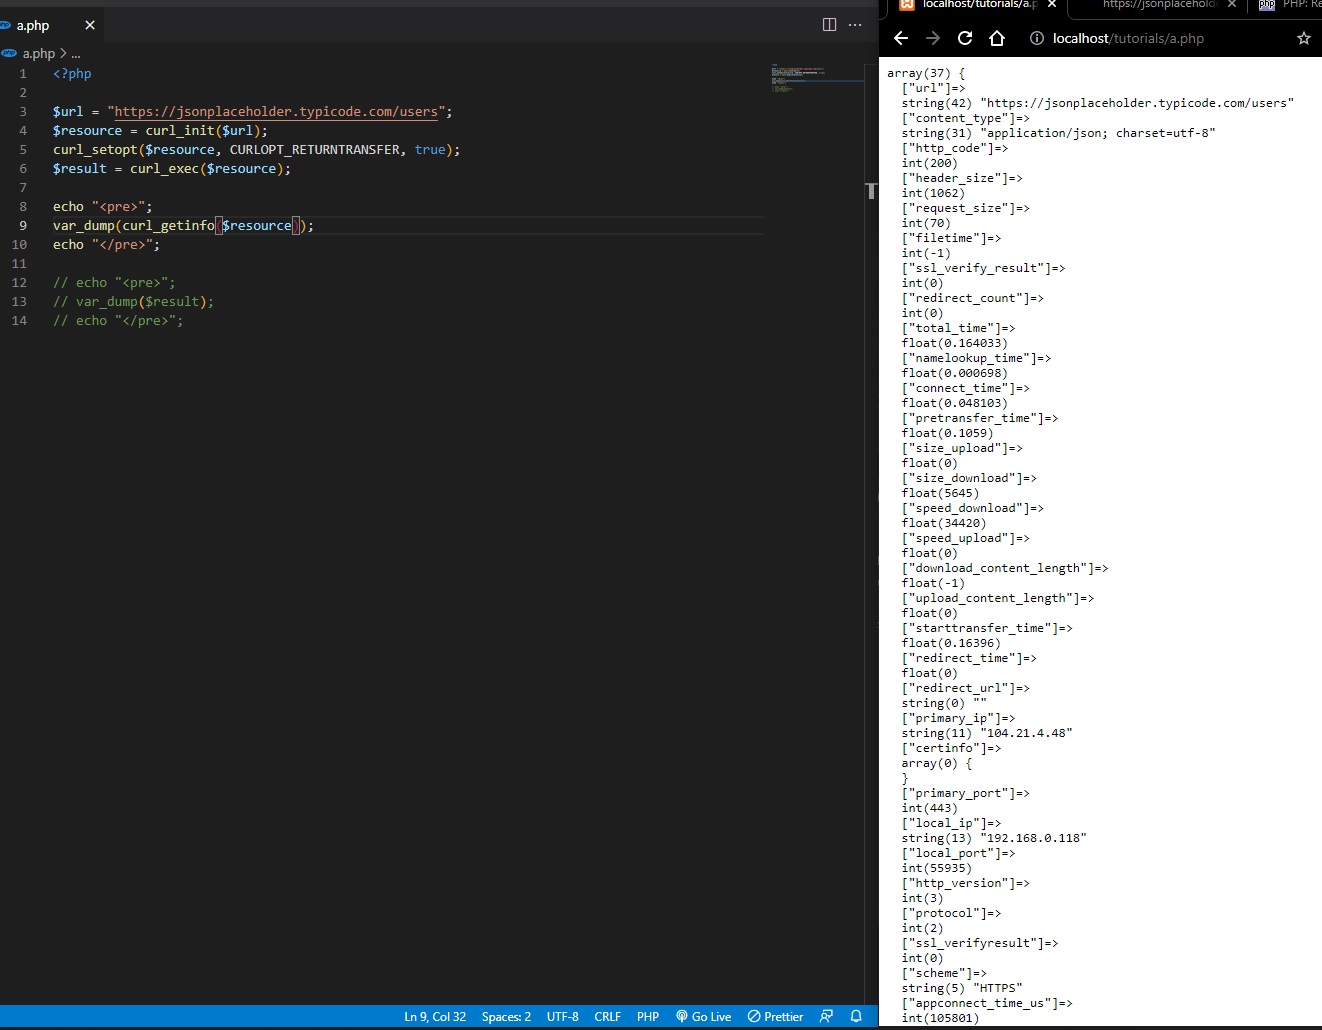 a.php
a.php > ...
1 <?php
2
3 $url = "https://jsonplaceholder.typicode.com/users";
4 $resource = curl_init($url);
5 curl_setopt($resource, CURLOPT_RETURNTRANSFER, true);
6 $result = curl_exec($resource);
7
8 echo "<pre>";
9 var_dump(curl_getinfo($resource));
10 echo "</pre>";
11
12 // echo "<pre>";
13 // var_dump($result);
14 // echo "</pre>";
Ln 9, Col 32 Spaces: 2 UTF-8 CRLF PHP Go Live Prettier
localhost/tutorials/a.p https://jsonplacehold php PHP: Re
localhost/tutorials/a.php
array(37) {
["url"]=>
string(42) "https://jsonplaceholder.typicode.com/users"
["content_type"]=>
string(31) "application/json; charset=utf-8"
["http_code"]=>
int(200)
["header_size"]=>
int(1062)
["request_size"]=>
int(70)
["filetime"]=>
int(-1)
["ssl_verify_result"]=>
int(0)
["redirect_count"]=>
int(0)
["total_time"]=>
float(0.164033)
["namelookup_time"]=>
float(0.000698)
["connect_time"]=>
float(0.048103)
["pretransfer_time"]=>
float(0.1059)
["size_upload"]=>
float(0)
["size_download"]=>
float(5645)
["speed_download"]=>
float(34420)
["speed_upload"]=>
float(0)
["download_content_length"]=>
float(-1)
["upload_content_length"]=>
float(0)
["starttransfer_time"]=>
float(0.16396)
["redirect_time"]=>
float(0)
["redirect_url"]=>
string(0) ""
["primary_ip"]=>
string(11) "104.21.4.48"
["certinfo"]=>
array(0) {
}
["primary_port"]=>
int(443)
["local_ip"]=>
string(13) "192.168.0.118"
["local_port"]=>
int(55935)
["http_version"]=>
int(3)
["protocol"]=>
int(2)
["ssl_verifyresult"]=>
int(0)
["scheme"]=>
string(5) "HTTPS"
["appconnect_time_us"]=>
int(105801)